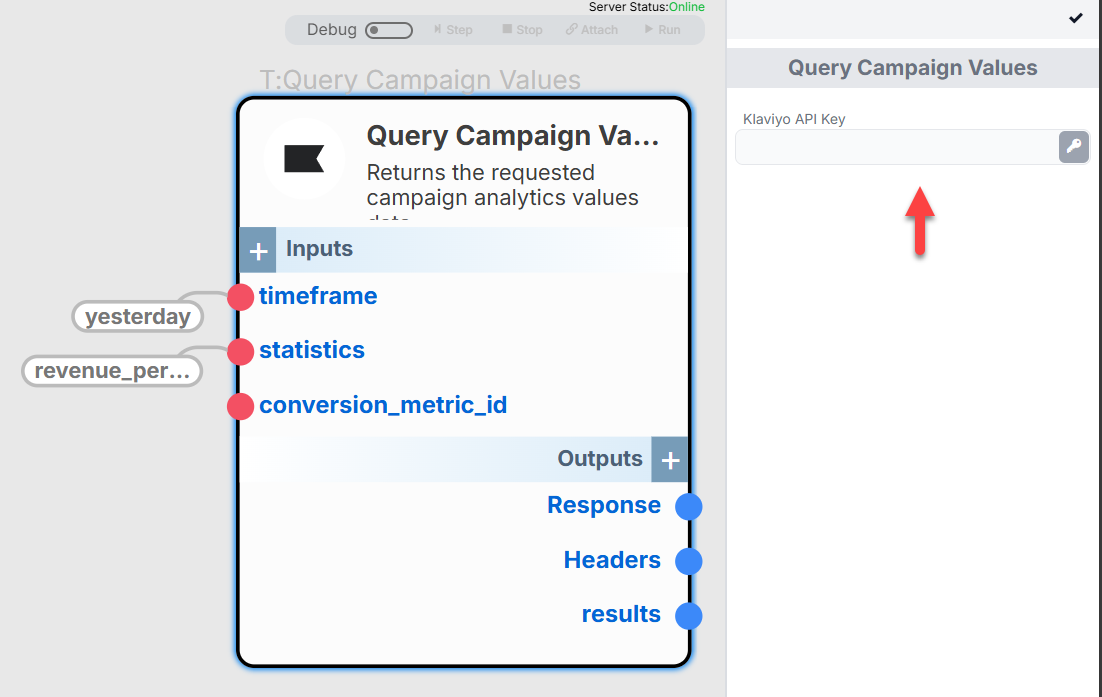 Server Status:Online
Debug Step Stop Attach Run
T:Query Campaign Values
Query Campaign Va...
Returns the requested
campaign analytics values
Inputs
timeframe
yesterday
statistics
revenue_per...
conversion_metric_id
Outputs
Response
Headers
results
Query Campaign Values
Klaviyo API Key